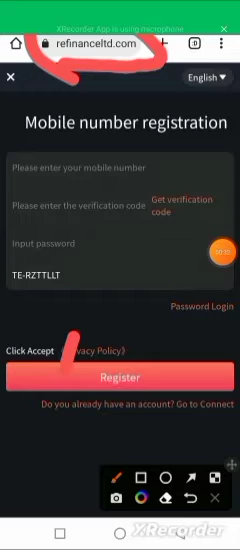 XRecorder App is using microphone
refinanceltd.com
English
Mobile number registration
Please enter your mobile number
Please enter the verification code Get verification code
Input password
TE-RZTTLLT
Password Login
Click Accept vacy Policy》
Register
Do you already have an account? Go to Connect
XRecorder